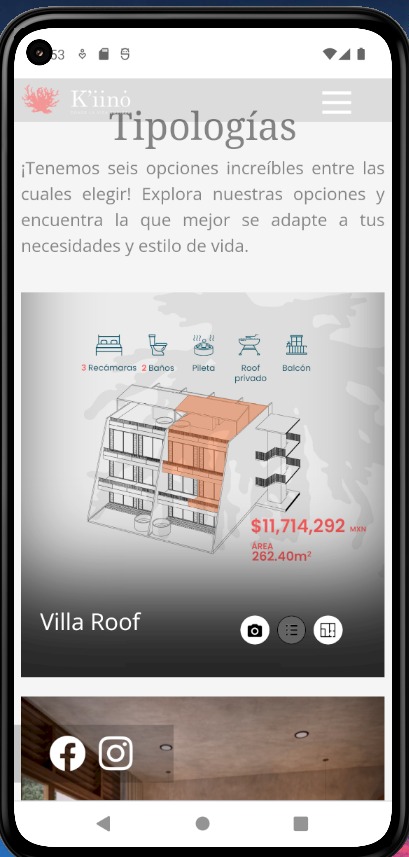 53
K'iinò
Tipologías
¡Tenemos seis opciones increíbles entre las
cuales elegir! Explora nuestras opciones y
encuentra la que mejor se adapte a tus
necesidades y estilo de vida.
3 Recámaras 2 Baños Pileta Roof privado Balcón
$11,714,292 MXN
ÁREA
262.40m²
Villa Roof